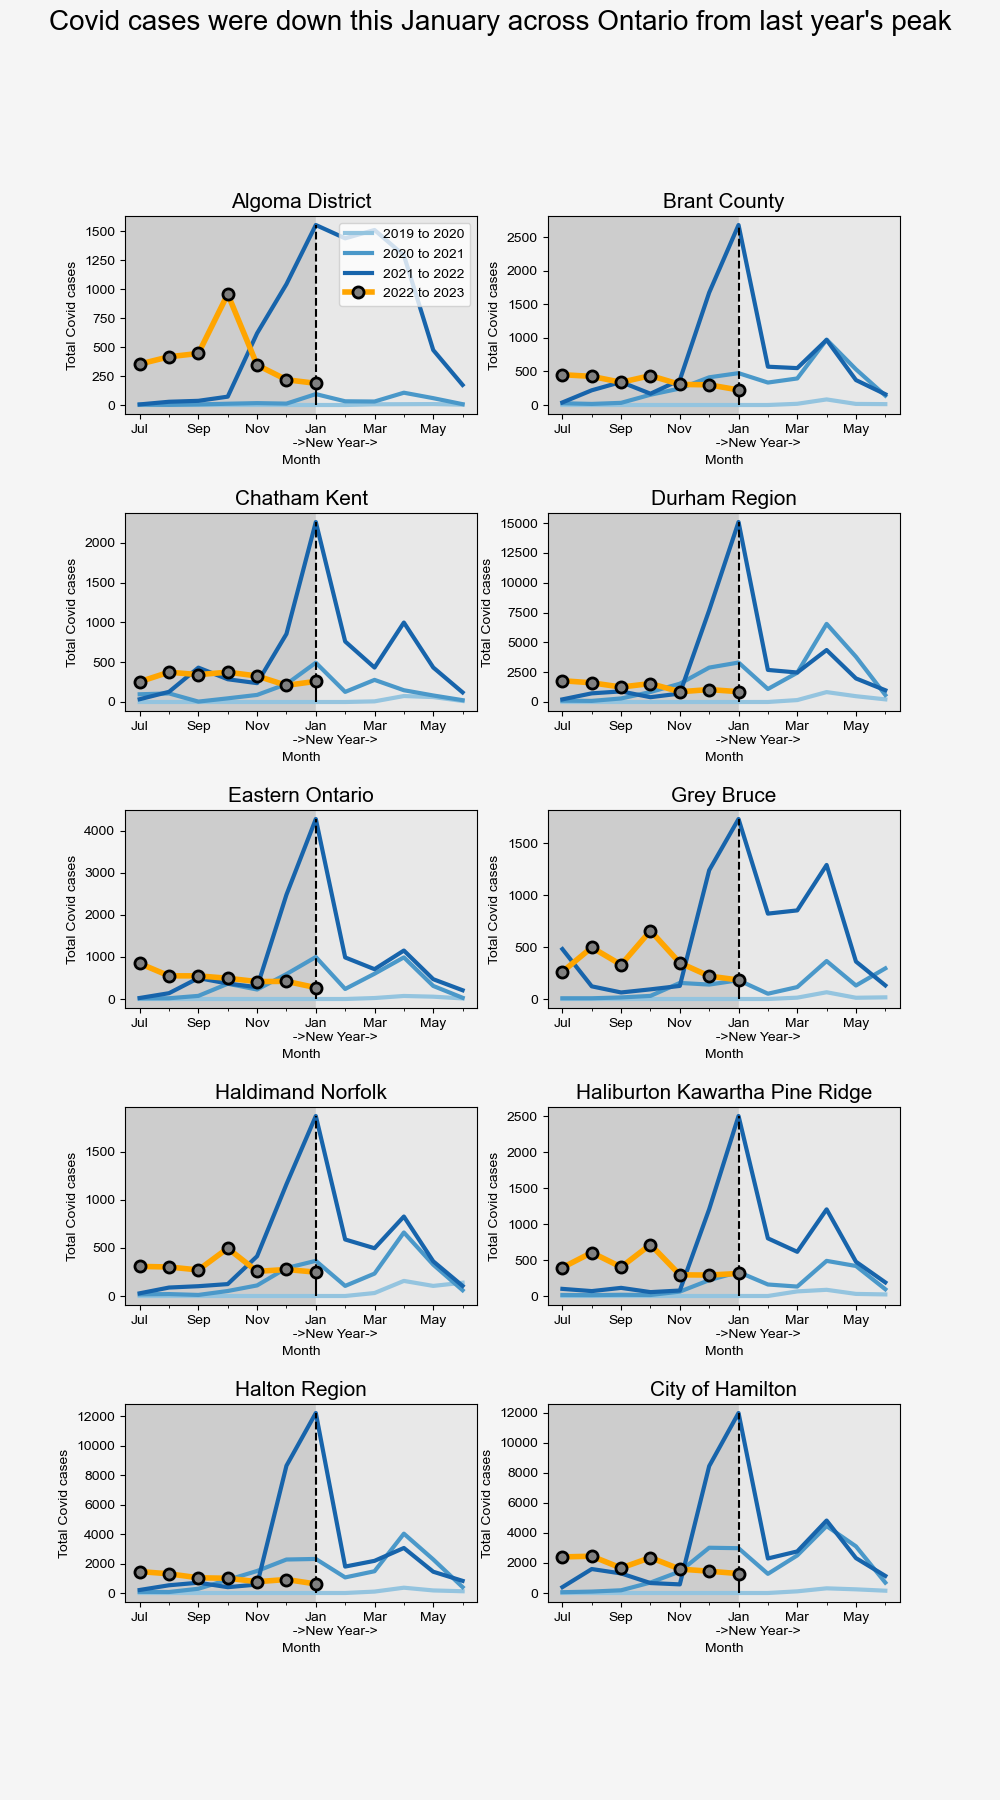 Covid cases were down this January across Ontario from last year's peak
Algoma District
Total Covid cases
1500
1250
1000
750
500
250
0
2019 to 2020
2020 to 2021
2021 to 2022
2022 to 2023
Jul Sep Nov Jan Mar May
->New Year->
Month
Brant County
Total Covid cases
2500
2000
1500
1000
500
0
Jul Sep Nov Jan Mar May
->New Year->
Month
Chatham Kent
Total Covid cases
2000
1500
1000
500
0
Jul Sep Nov Jan Mar May
->New Year->
Month
Durham Region
Total Covid cases
15000
12500
10000
7500
5000
2500
0
Jul Sep Nov Jan Mar May
->New Year->
Month
Eastern Ontario
Total Covid cases
4000
3000
2000
1000
0
Jul Sep Nov Jan Mar May
->New Year->
Month
Grey Bruce
Total Covid cases
1500
1000
500
0
Jul Sep Nov Jan Mar May
->New Year->
Month
Haldimand Norfolk
Total Covid cases
1500
1000
500
0
Jul Sep Nov Jan Mar May
->New Year->
Month
Haliburton Kawartha Pine Ridge
Total Covid cases
2500
2000
1500
1000
500
0
Jul Sep Nov Jan Mar May
->New Year->
Month
Halton Region
Total Covid cases
12000
10000
8000
6000
4000
2000
0
Jul Sep Nov Jan Mar May
->New Year->
Month
City of Hamilton
Total Covid cases
12000
10000
8000
6000
4000
2000
0
Jul Sep Nov Jan Mar May
->New Year->
Month